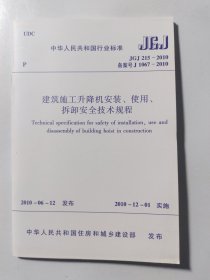 UDC
中华人民共和国行业标准 JGJ
P
JGJ 215-2010
备案号 J 1067-2010
建筑施工升降机安装、使用、
拆卸安全技术规程
Technical specification for safety of installation, use and
disassembly of building hoist in construction
2010-06-12 发布 2010-12-01 实施
中华人民共和国住房和城乡建设部 发布